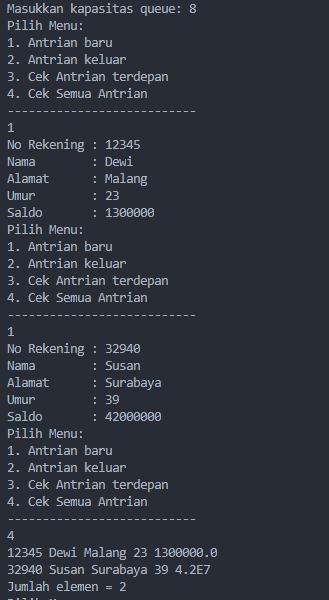 Masukkan kapasitas queue: 8
Pilih Menu:
1. Antrian baru
2. Antrian keluar
3. Cek Antrian terdepan
4. Cek Semua Antrian
---------------------------
1
No Rekening : 12345
Nama        : Dewi
Alamat      : Malang
Umur        : 23
Saldo       : 1300000
Pilih Menu:
1. Antrian baru
2. Antrian keluar
3. Cek Antrian terdepan
4. Cek Semua Antrian
---------------------------
1
No Rekening : 32940
Nama        : Susan
Alamat      : Surabaya
Umur        : 39
Saldo       : 42000000
Pilih Menu:
1. Antrian baru
2. Antrian keluar
3. Cek Antrian terdepan
4. Cek Semua Antrian
---------------------------
4
12345 Dewi Malang 23 1300000.0
32940 Susan Surabaya 39 4.2E7
Jumlah elemen = 2